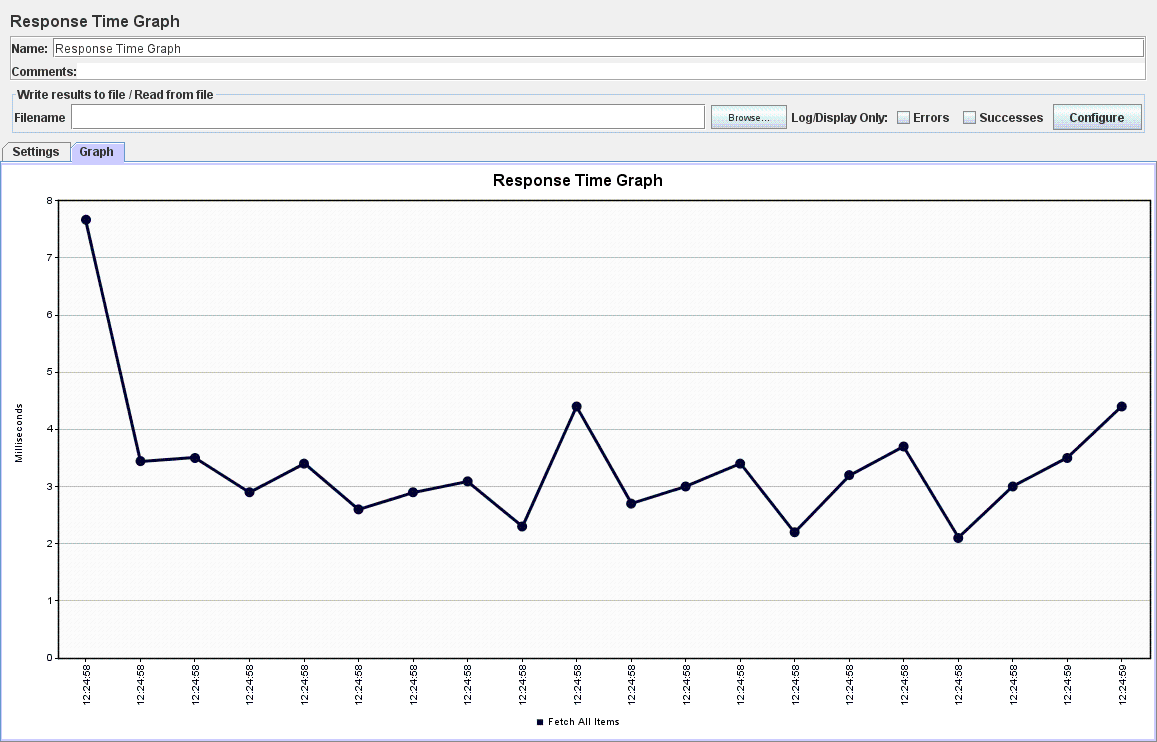 Response Time Graph
Name: Response Time Graph
Comments:
Write results to file / Read from file
Filename Browse... Log/Display Only: Errors Successes Configure
Settings Graph
Response Time Graph
8
7
6
5
4
3
2
1
0
Milliseconds
12:24:58 12:24:58 12:24:58 12:24:58 12:24:58 12:24:58 12:24:58 12:24:58 12:24:58 12:24:58 12:24:58 12:24:58 12:24:58 12:24:58 12:24:58 12:24:58 12:24:58 12:24:58 12:24:59 12:24:59
Fetch All Items